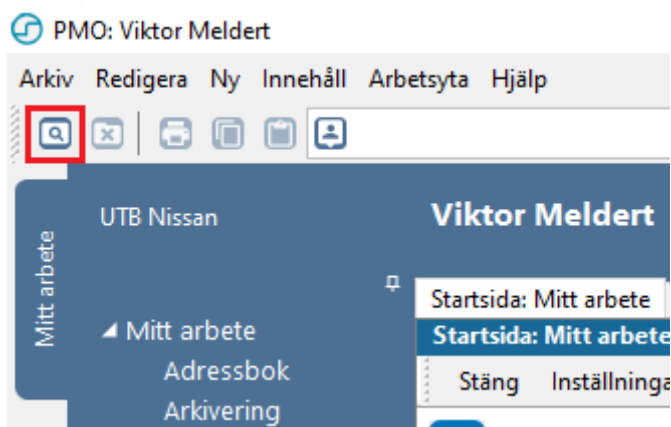 PMO: Viktor Meldert
Arkiv Redigera Ny Innehåll Arbetsyta Hjälp
Mitt arbete
UTB Nissan
Viktor Meldert
Startsida: Mitt arbete
Mitt arbete
Startsida: Mitt arbete
Adressbok
Stäng
Arkivering